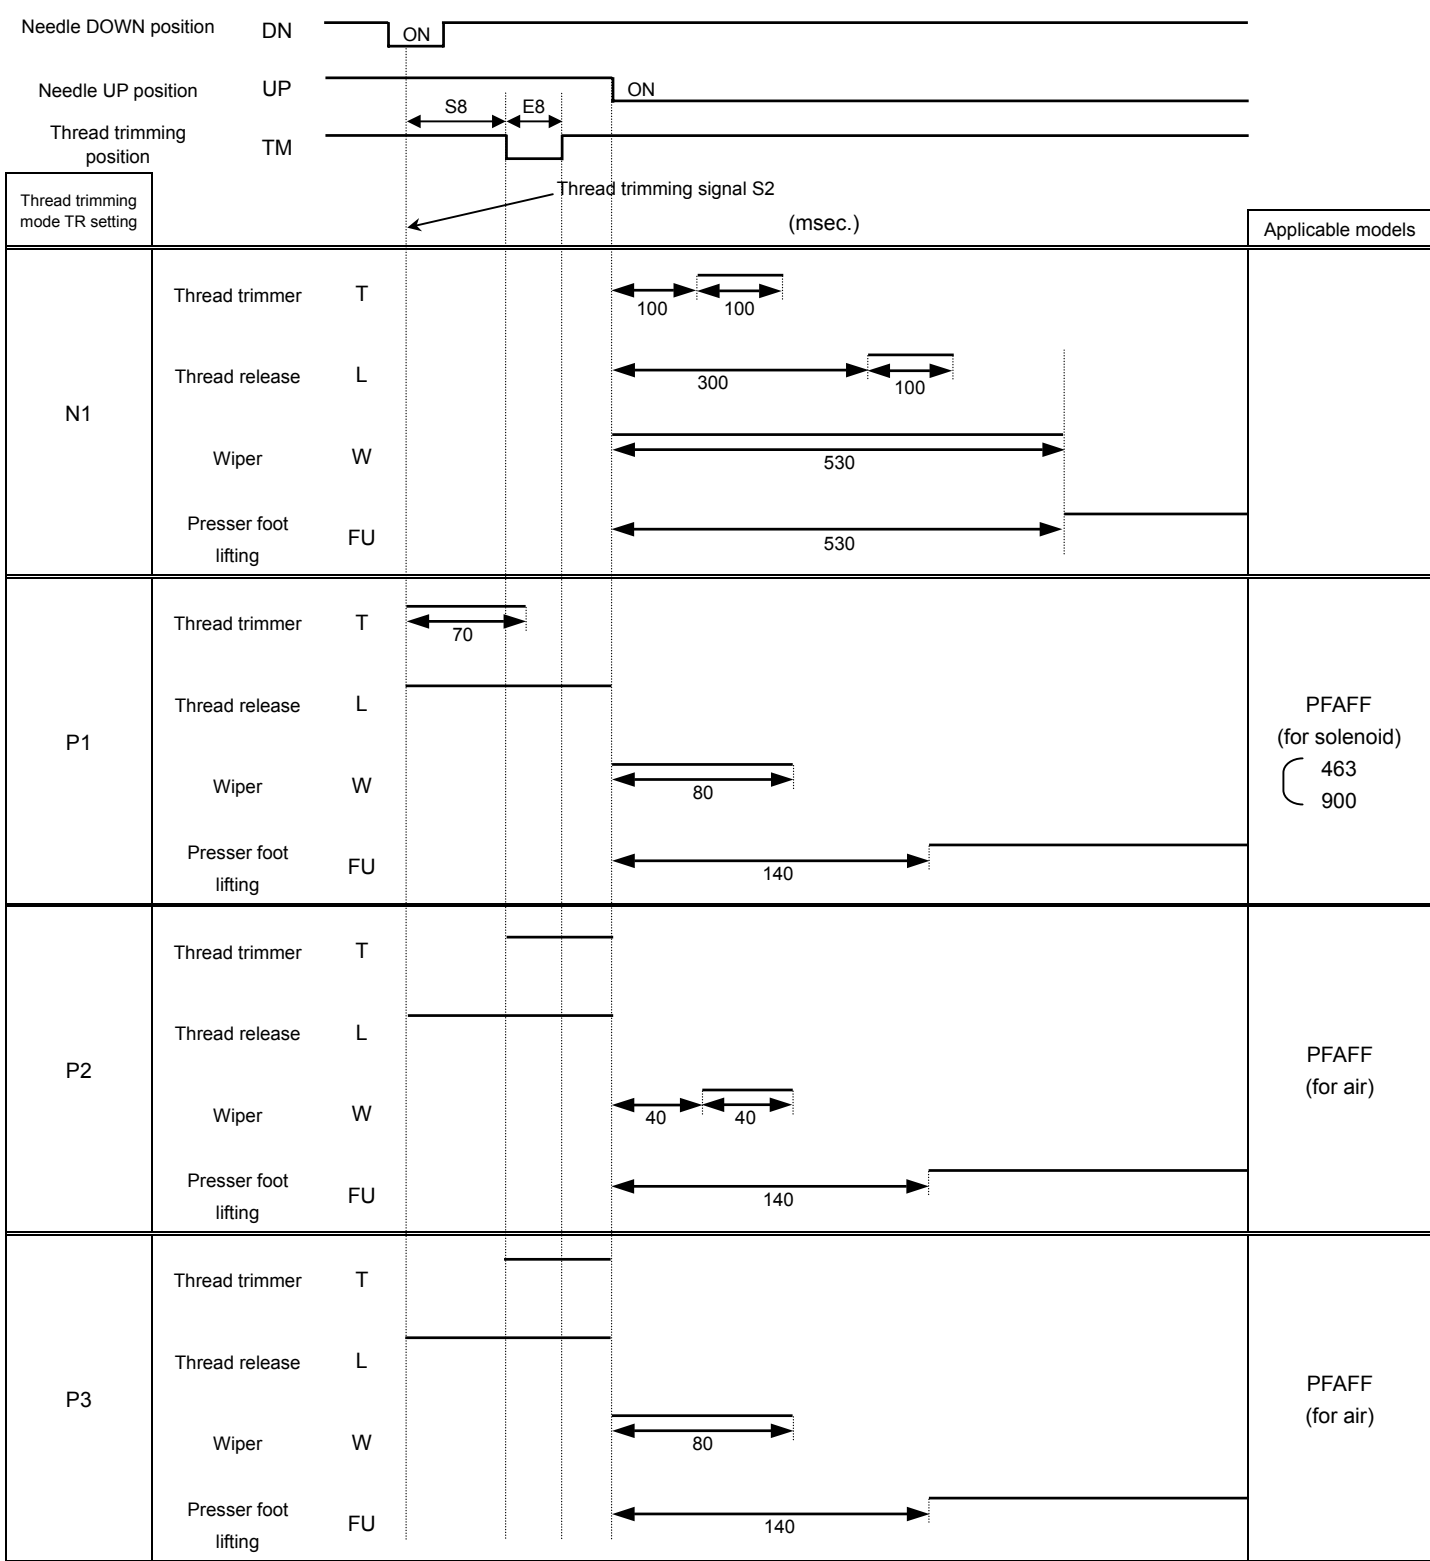 Needle DOWN position DN ON
Needle UP position UP ON
S8 E8
Thread trimming
position
TM
Thread trimming signal S2
Thread trimming
mode TR setting
(msec.)
Applicable models
N1
Thread trimmer T 100 100
Thread release L 300 100
Wiper W 530
Presser foot
lifting
FU 530
P1
Thread trimmer T 70
Thread release L
Wiper W 80
Presser foot
lifting
FU 140
PFAFF
(for solenoid)
463
900
P2
Thread trimmer T
Thread release L
Wiper W 40 40
Presser foot
lifting
FU 140
PFAFF
(for air)
P3
Thread trimmer T
Thread release L
Wiper W 80
Presser foot
lifting
FU 140
PFAFF
(for air)